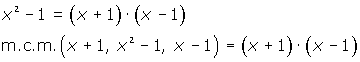 x² − 1 = (x + 1) · (x − 1)
m.c.m. (x + 1, x² − 1, x − 1) = (x + 1) · (x − 1)